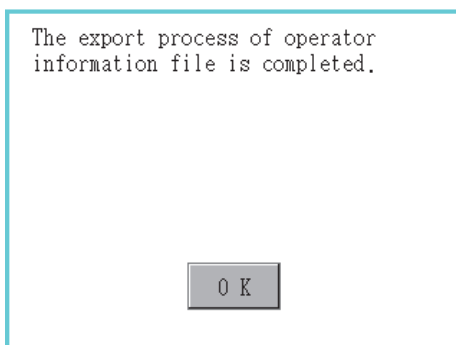 The export process of operator
information file is completed.
O K